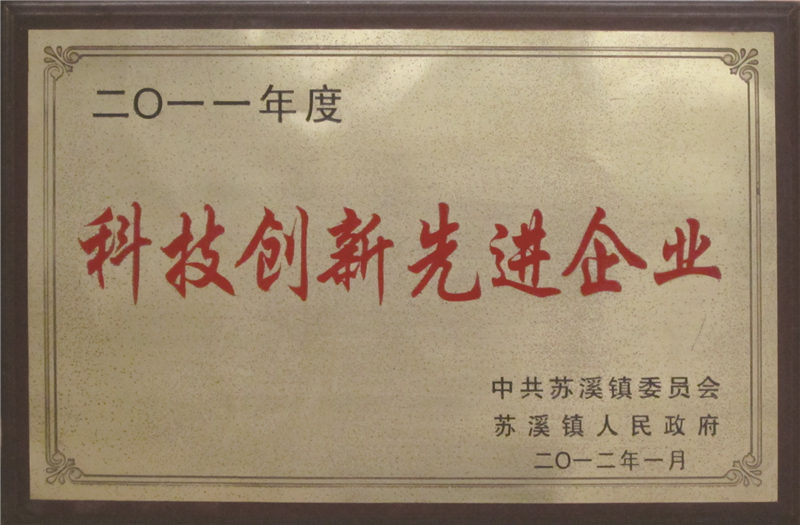 二〇一一年度
科技创新先进企业
中共苏溪镇委员会
苏溪镇人民政府
二〇一二年一月